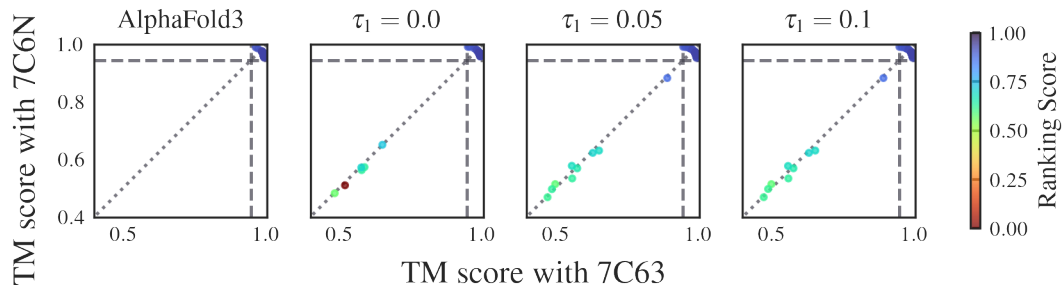 AlphaFold3
τ₁ = 0.0
τ₁ = 0.05
τ₁ = 0.1
TM score with 7C6N
1.0
0.8
0.6
0.4
0.5 1.0
0.5 1.0
0.5 1.0
0.5 1.0
TM score with 7C63
1.00
0.75
0.50
0.25
0.00
Ranking Score